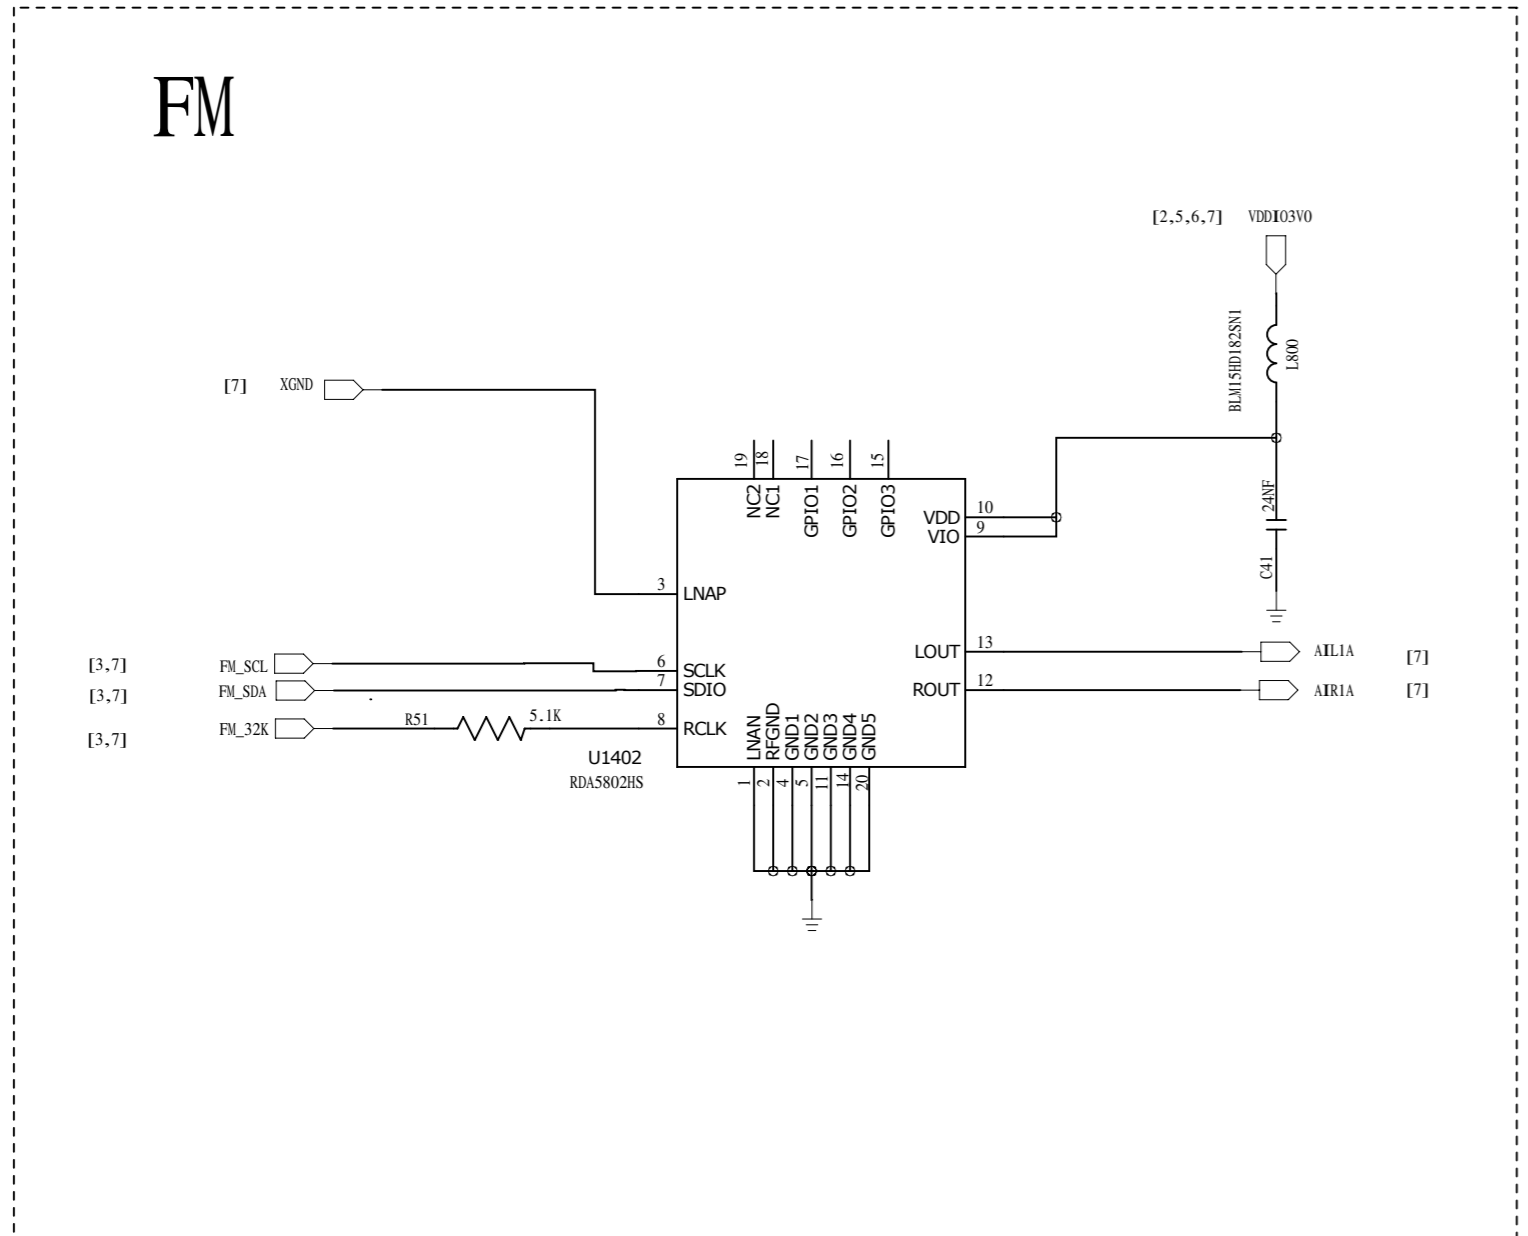 FM
[2,5,6,7] VDDIO3V0
BLM15HD182SN1
L800
[7] XGND
19 18 17 16 15
NC2 NC1 GPIO1 GPIO2 GPIO3
VDD 10
VIO 9
24NF
C41
3 LNAP
[3,7] FM_SCL 6 SCLK
[3,7] FM_SDA 7 SDIO
[3,7] FM_32K R51 5.1K 8 RCLK
LOUT 13 AIL1A [7]
ROUT 12 AIR1A [7]
LNAN RFGND GND1 GND2 GND3 GND4 GND5
U1402
RDA5802HS
1 2 4 5 11 14 20